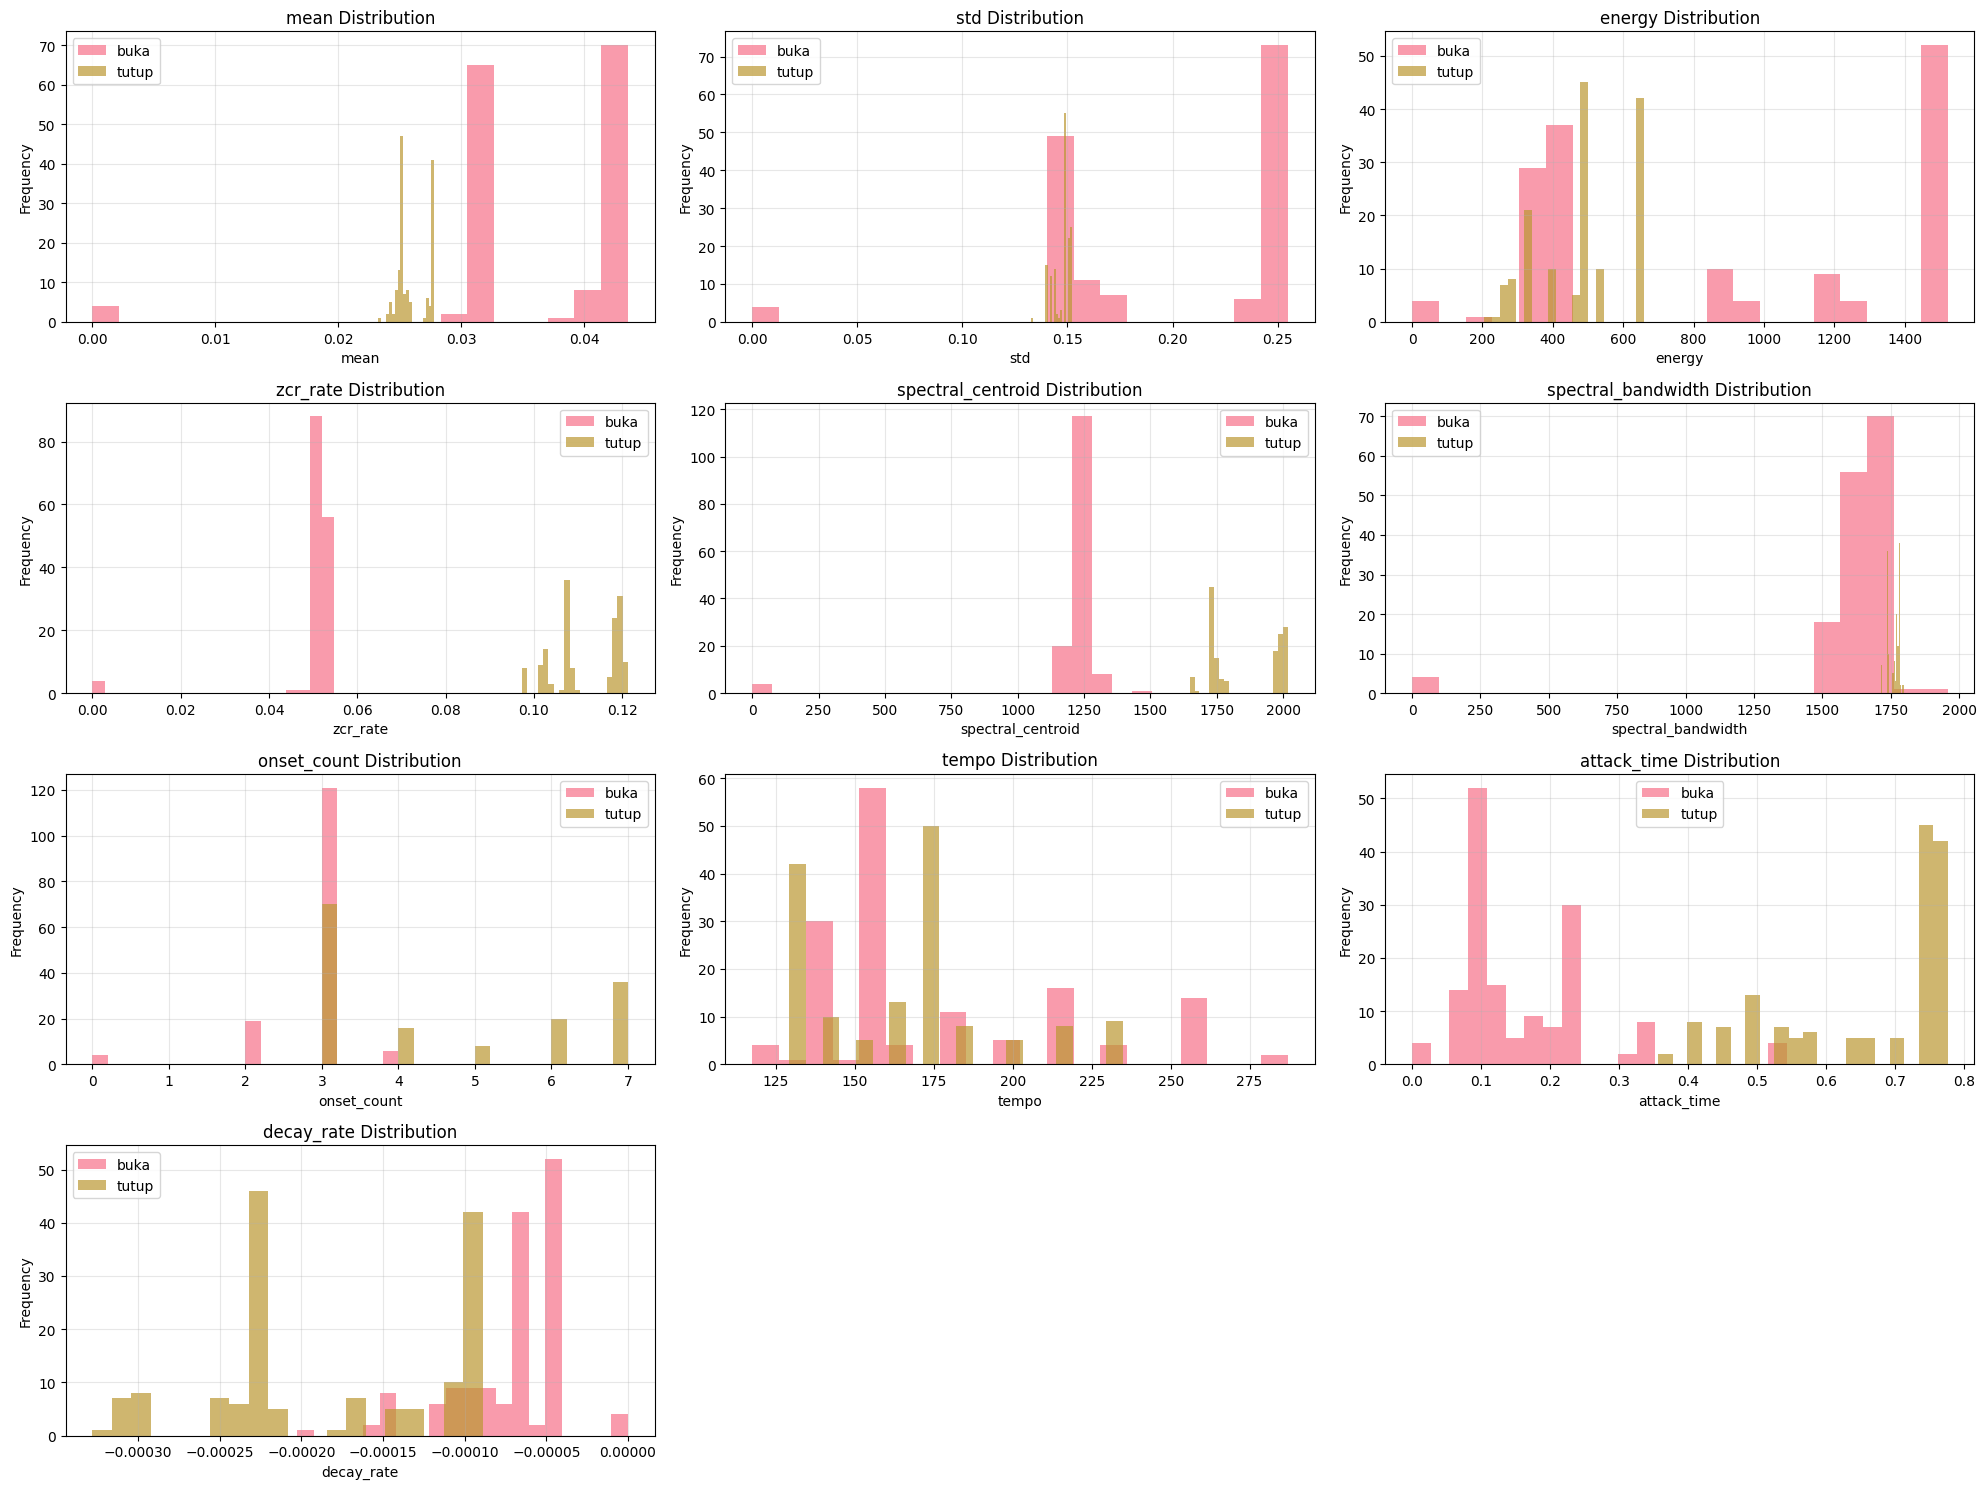 mean Distribution
buka
tutup
Frequency
70
60
50
40
30
20
10
0
0.00 0.01 0.02 0.03 0.04
mean
std Distribution
buka
tutup
Frequency
70
60
50
40
30
20
10
0
0.00 0.05 0.10 0.15 0.20 0.25
std
energy Distribution
buka
tutup
Frequency
50
40
30
20
10
0
0 200 400 600 800 1000 1200 1400
energy
zcr_rate Distribution
buka
tutup
Frequency
80
60
40
20
0
0.00 0.02 0.04 0.06 0.08 0.10 0.12
zcr_rate
spectral_centroid Distribution
buka
tutup
Frequency
120
100
80
60
40
20
0
0 250 500 750 1000 1250 1500 1750 2000
spectral_centroid
spectral_bandwidth Distribution
buka
tutup
Frequency
70
60
50
40
30
20
10
0
0 250 500 750 1000 1250 1500 1750 2000
spectral_bandwidth
onset_count Distribution
buka
tutup
Frequency
120
100
80
60
40
20
0
0 1 2 3 4 5 6 7
onset_count
tempo Distribution
buka
tutup
Frequency
60
50
40
30
20
10
0
125 150 175 200 225 250 275
tempo
attack_time Distribution
buka
tutup
Frequency
50
40
30
20
10
0
0.0 0.1 0.2 0.3 0.4 0.5 0.6 0.7 0.8
attack_time
decay_rate Distribution
buka
tutup
Frequency
50
40
30
20
10
0
−0.00030 −0.00025 −0.00020 −0.00015 −0.00010 −0.00005 0.00000
decay_rate